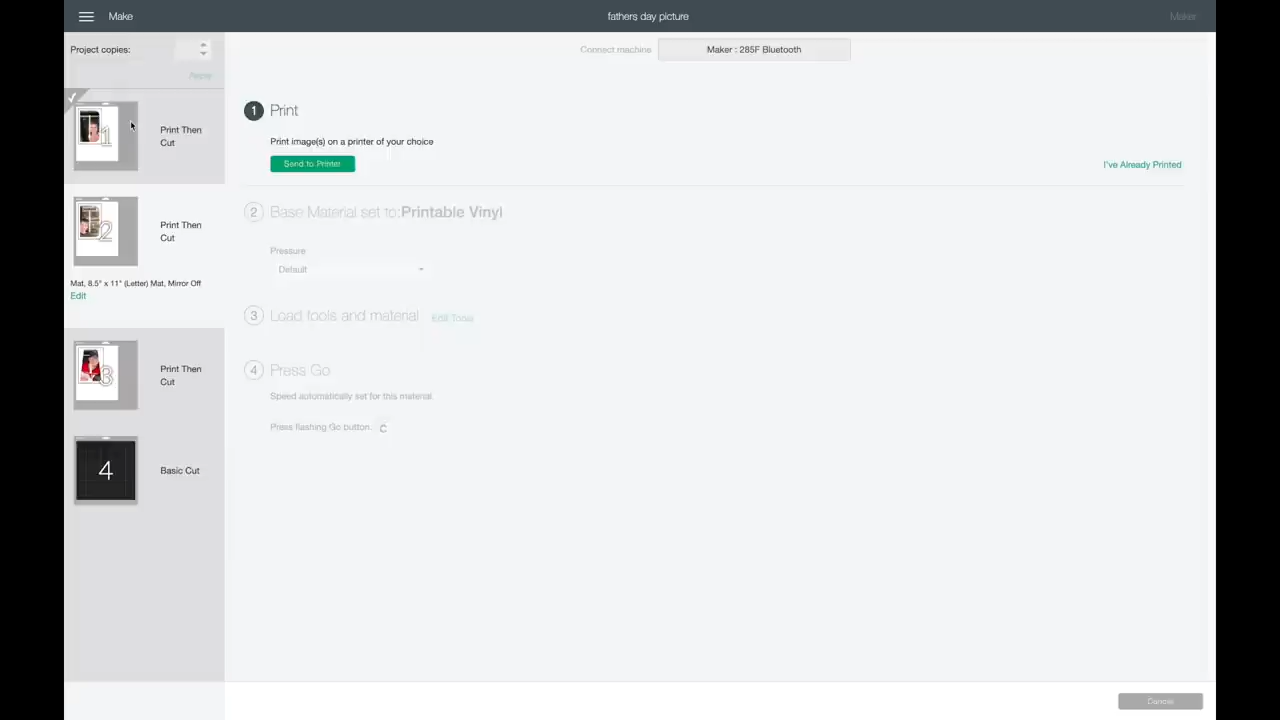 Make
fathers day picture
Maker
Project copies:
Apply
Connect machine
Maker : 285F Bluetooth
1
Print Then
Cut
2
Print Then
Cut
Mat, 8.5" x 11" (Letter) Mat, Mirror Off
Edit
3
Print Then
Cut
4
Basic Cut
1 Print
Print image(s) on a printer of your choice
Send to Printer
I've Already Printed
2 Base Material set to:Printable Vinyl
Pressure
Default
3 Load tools and material Edit Tools
4 Press Go
Speed automatically set for this material.
Press flashing Go button.
Cancel